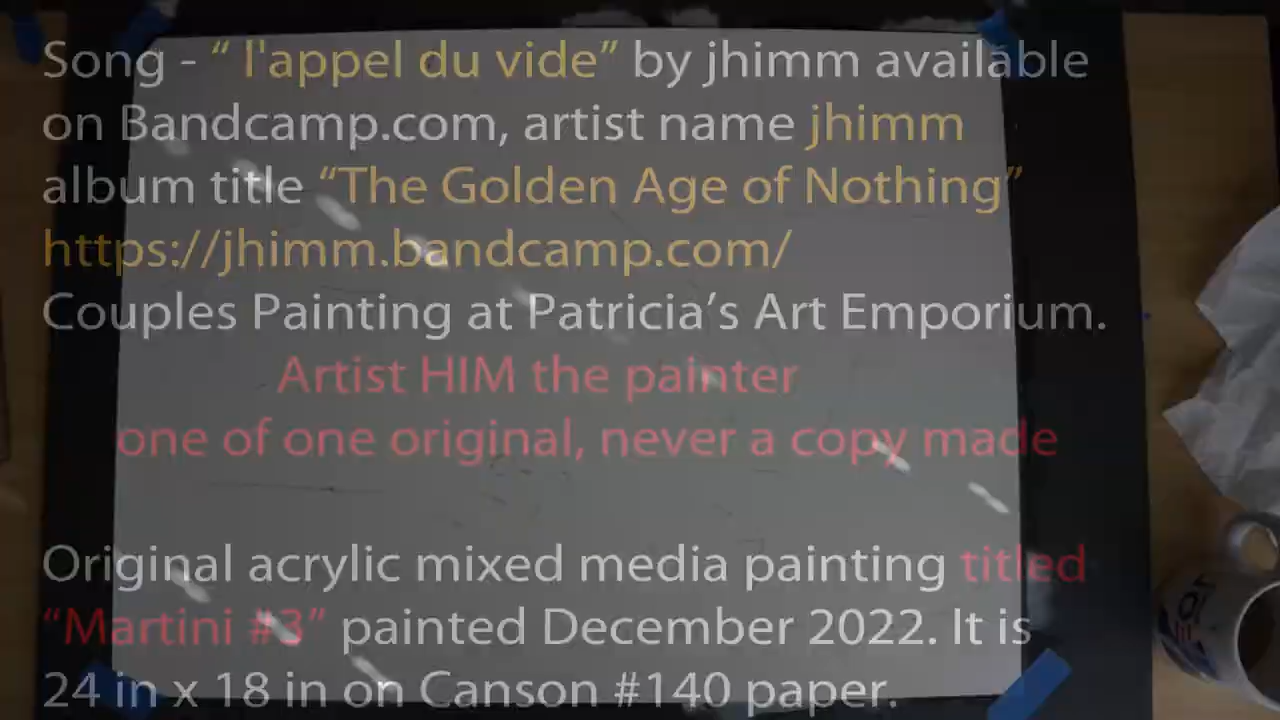 Song - “ l'appel du vide” by jhimm available
on Bandcamp.com, artist name jhimm
album title “The Golden Age of Nothing”
https://jhimm.bandcamp.com/
Couples Painting at Patricia’s Art Emporium.
Artist HIM the painter
one of one original, never a copy made
Original acrylic mixed media painting titled
“Martini #3” painted December 2022. It is
24 in x 18 in on Canson #140 paper.